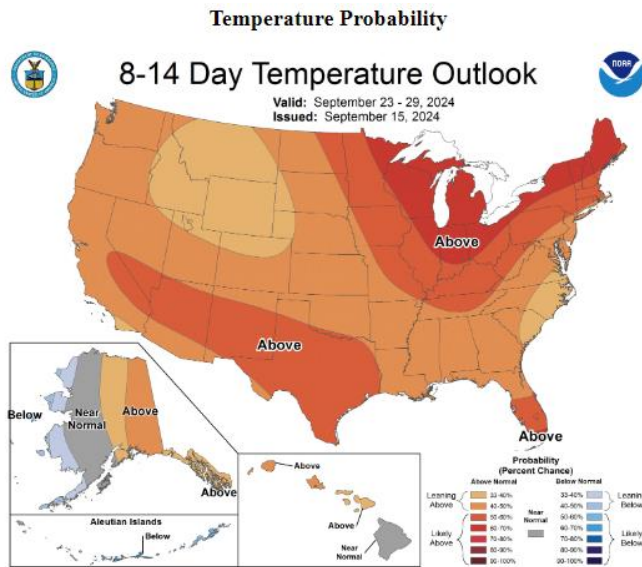 Temperature Probability
8-14 Day Temperature Outlook
NOAA
Valid: September 23 - 29, 2024
Issued: September 15, 2024
Above
Above
Above
Below
Near
Normal
Above
Above
Aleutian Islands
Below
Above
Above
Near
Normal
Probability
(Percent Chance)
Above Normal
Below Normal
Leaning
Above
33-40%
40-50%
Likely
Above
50-60%
60-70%
70-80%
80-90%
90-100%
Near
Normal
33-40%
40-50%
Leanin
Below
50-60%
60-70%
70-80%
80-90%
90-100%
Likely
Below